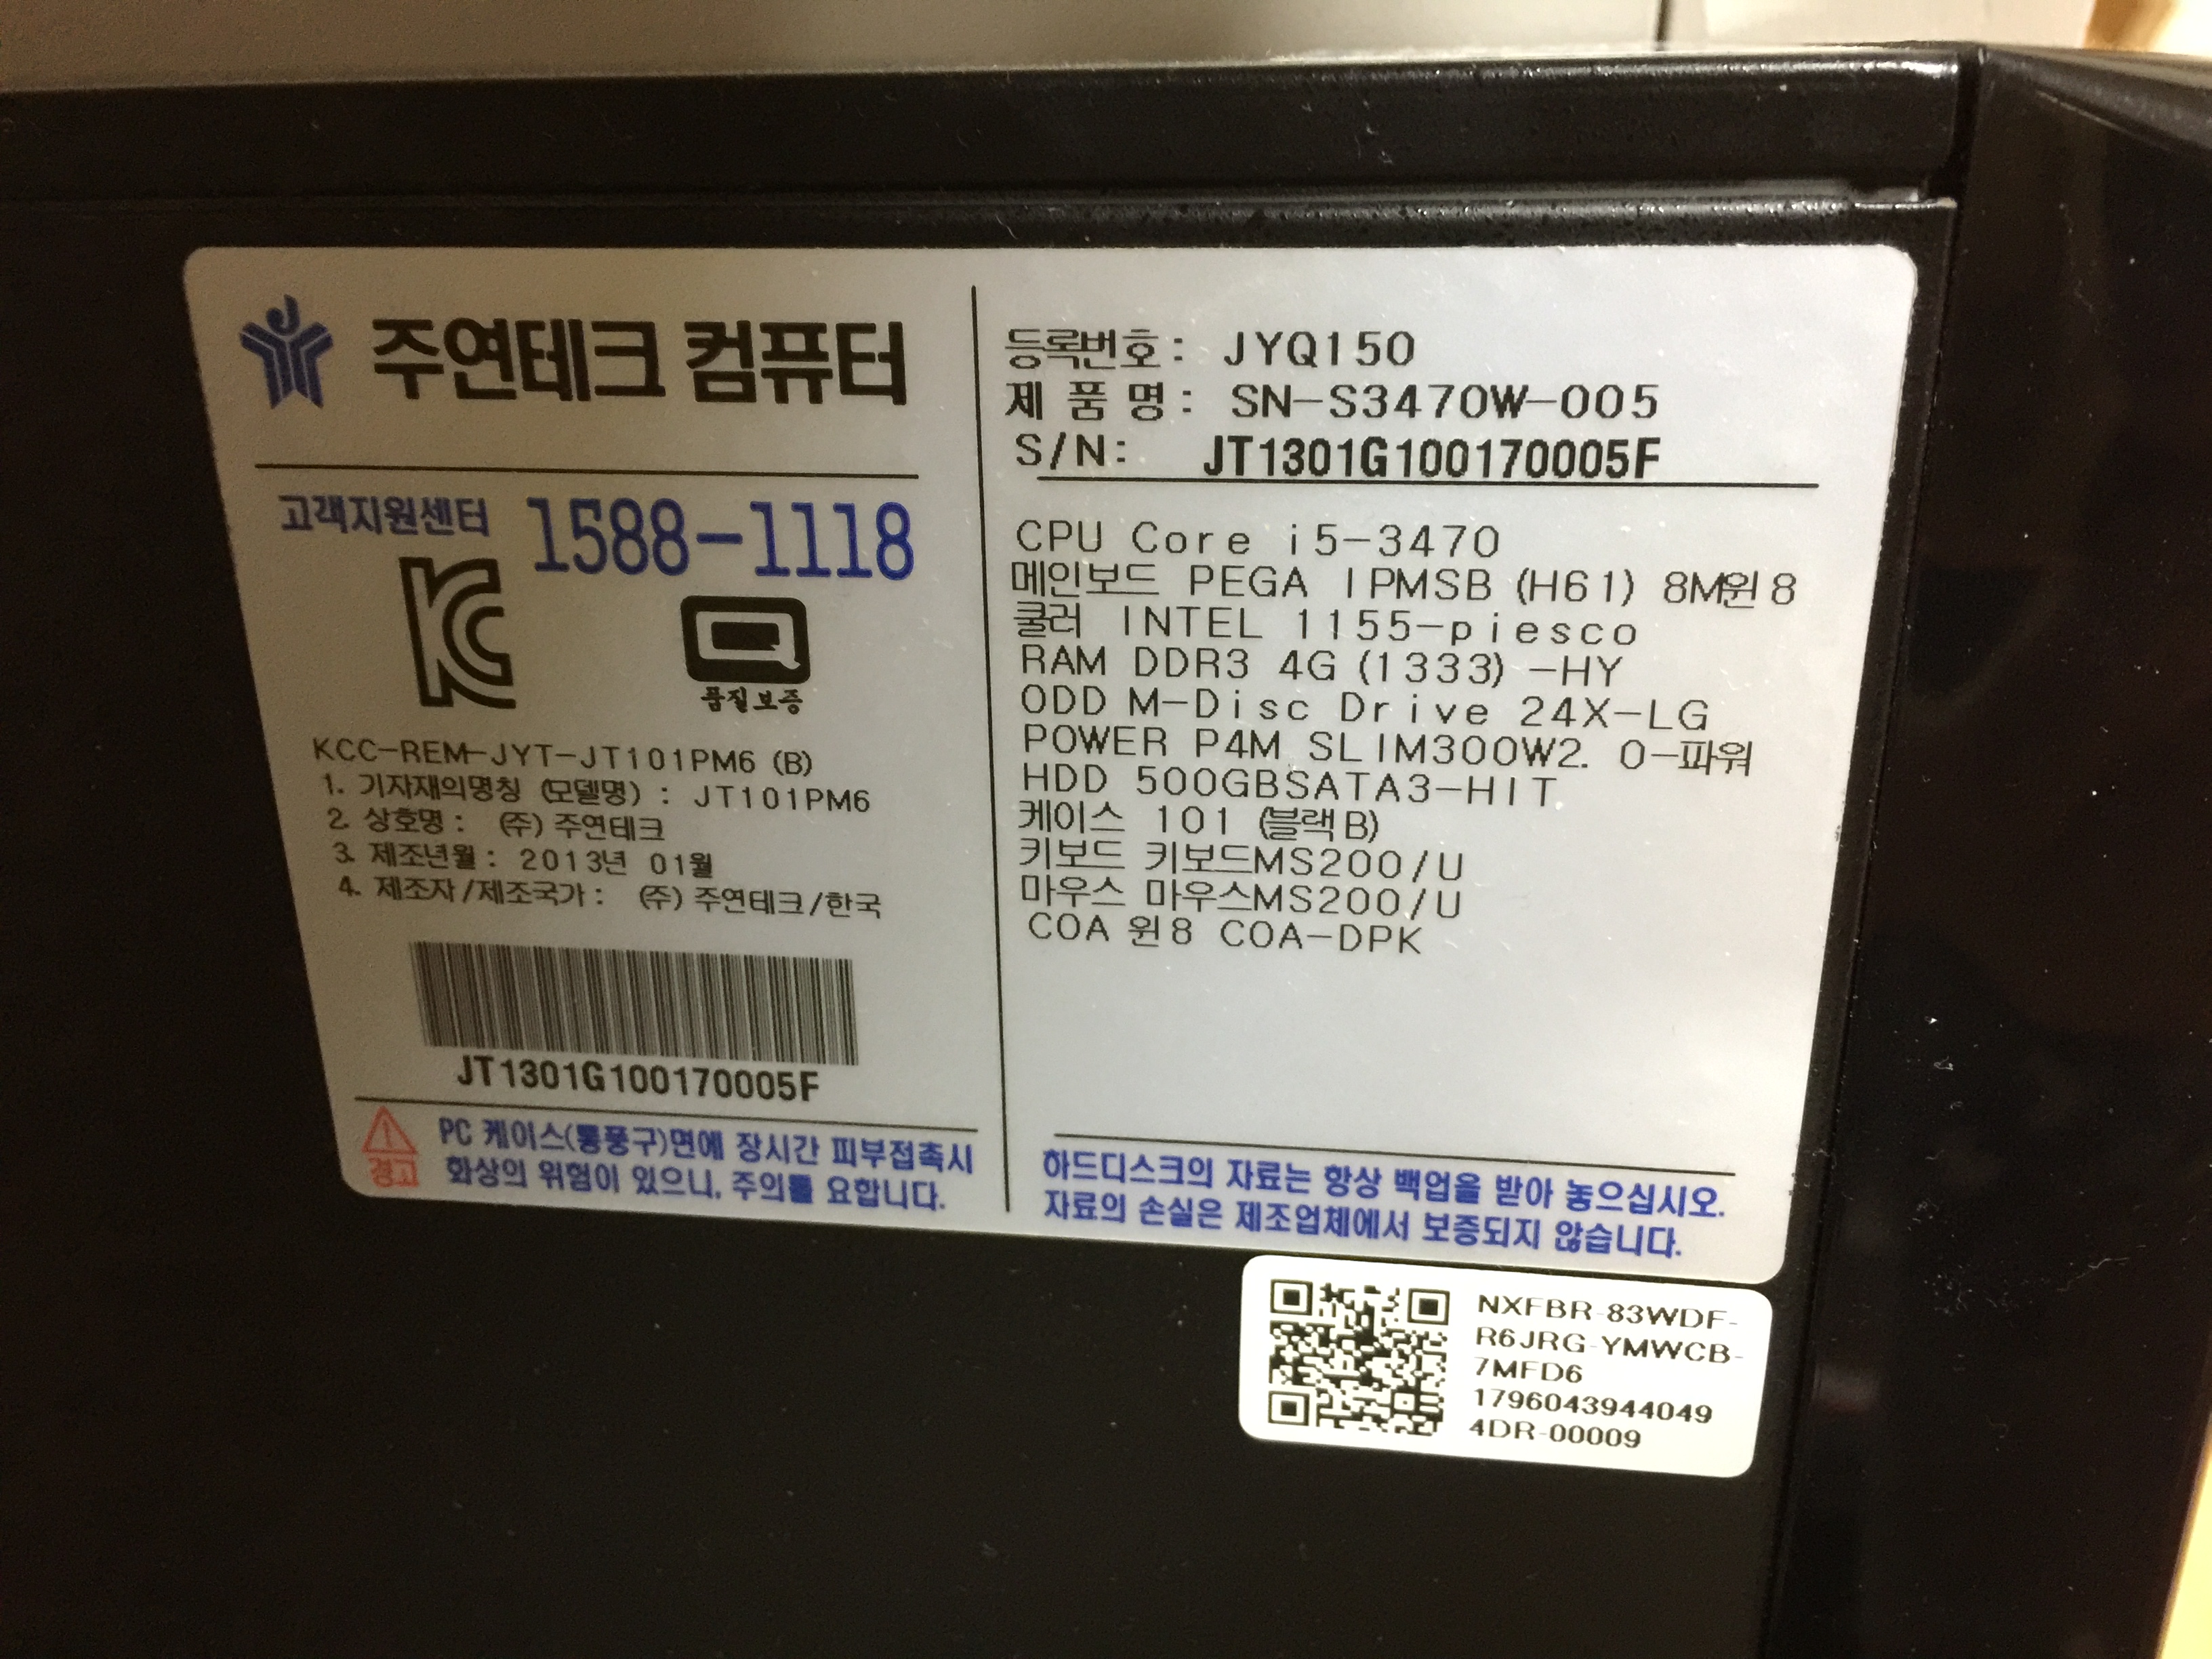 주연테크 컴퓨터
고객지원센터 1588-1118
품질보증
KCC-REM-JYT-JT101PM6 (B)
1. 기자재의명칭 (모델명) : JT101PM6
2. 상호명 : (주) 주연테크
3. 제조년월 : 2013년 01월
4. 제조자/제조국가 : (주) 주연테크/한국
JT1301G100170005F
PC 케이스(통풍구)면에 장시간 피부접촉시
경고 화상의 위험이 있으니, 주의를 요합니다.
등록번호 : JYQ150
제 품 명 : SN-S3470W-005
S/N: JT1301G100170005F
CPU Core i5-3470
메인보드 PEGA IPMSB (H61) 8M윈8
쿨러 INTEL 1155-piesco
RAM DDR3 4G (1333) -HY
ODD M-Disc Drive 24X-LG
POWER P4M SLIM300W2. 0-파워
HDD 500GBSATA3-HIT
케이스 101 (블랙B)
키보드 키보드MS200/U
마우스 마우스MS200/U
COA 윈8 COA-DPK
하드디스크의 자료는 항상 백업을 받아 놓으십시오.
자료의 손실은 제조업체에서 보증되지 않습니다.
NXFBR-83WDF-
R6JRG-YMWCB-
7MFD6
1796043944049
4DR-00009